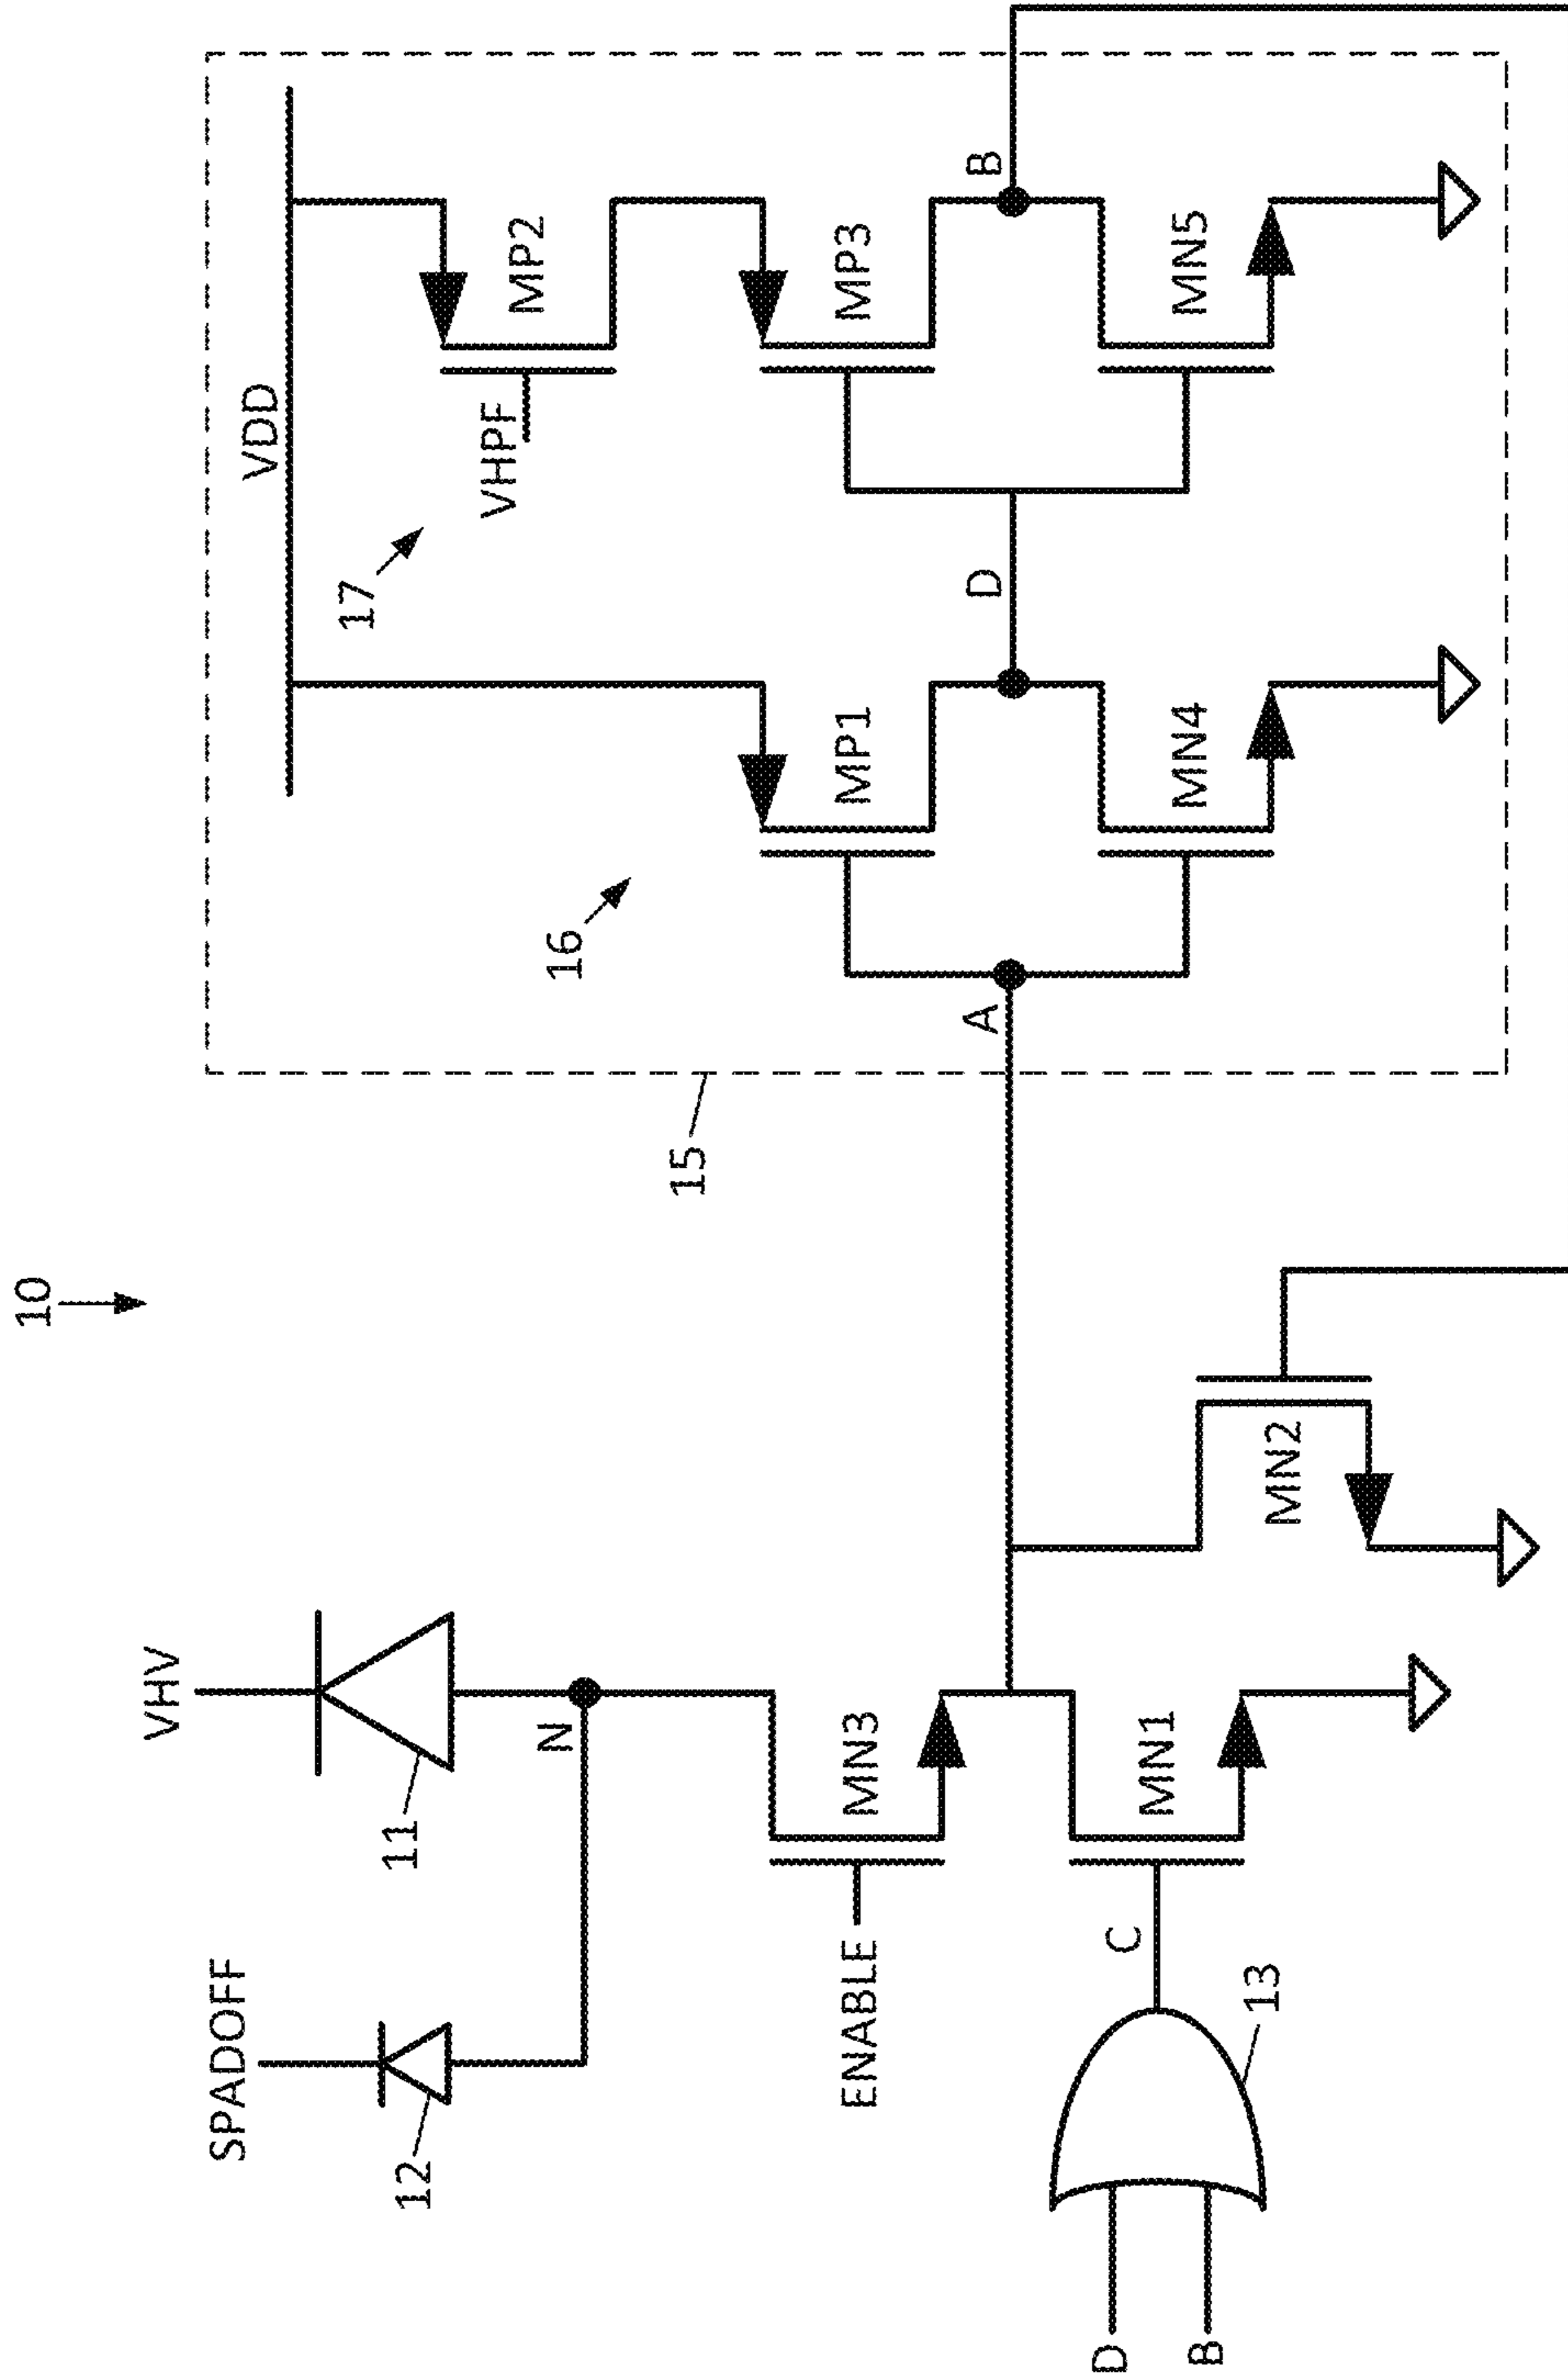 10
SPADOFF
VHV
12
11
N
ENABLE
MN3
D
B
C
13
MN1
MN2
15
VDD
17
VHPF
MP2
16
MP1
MP3
A
D
B
MN4
MN5